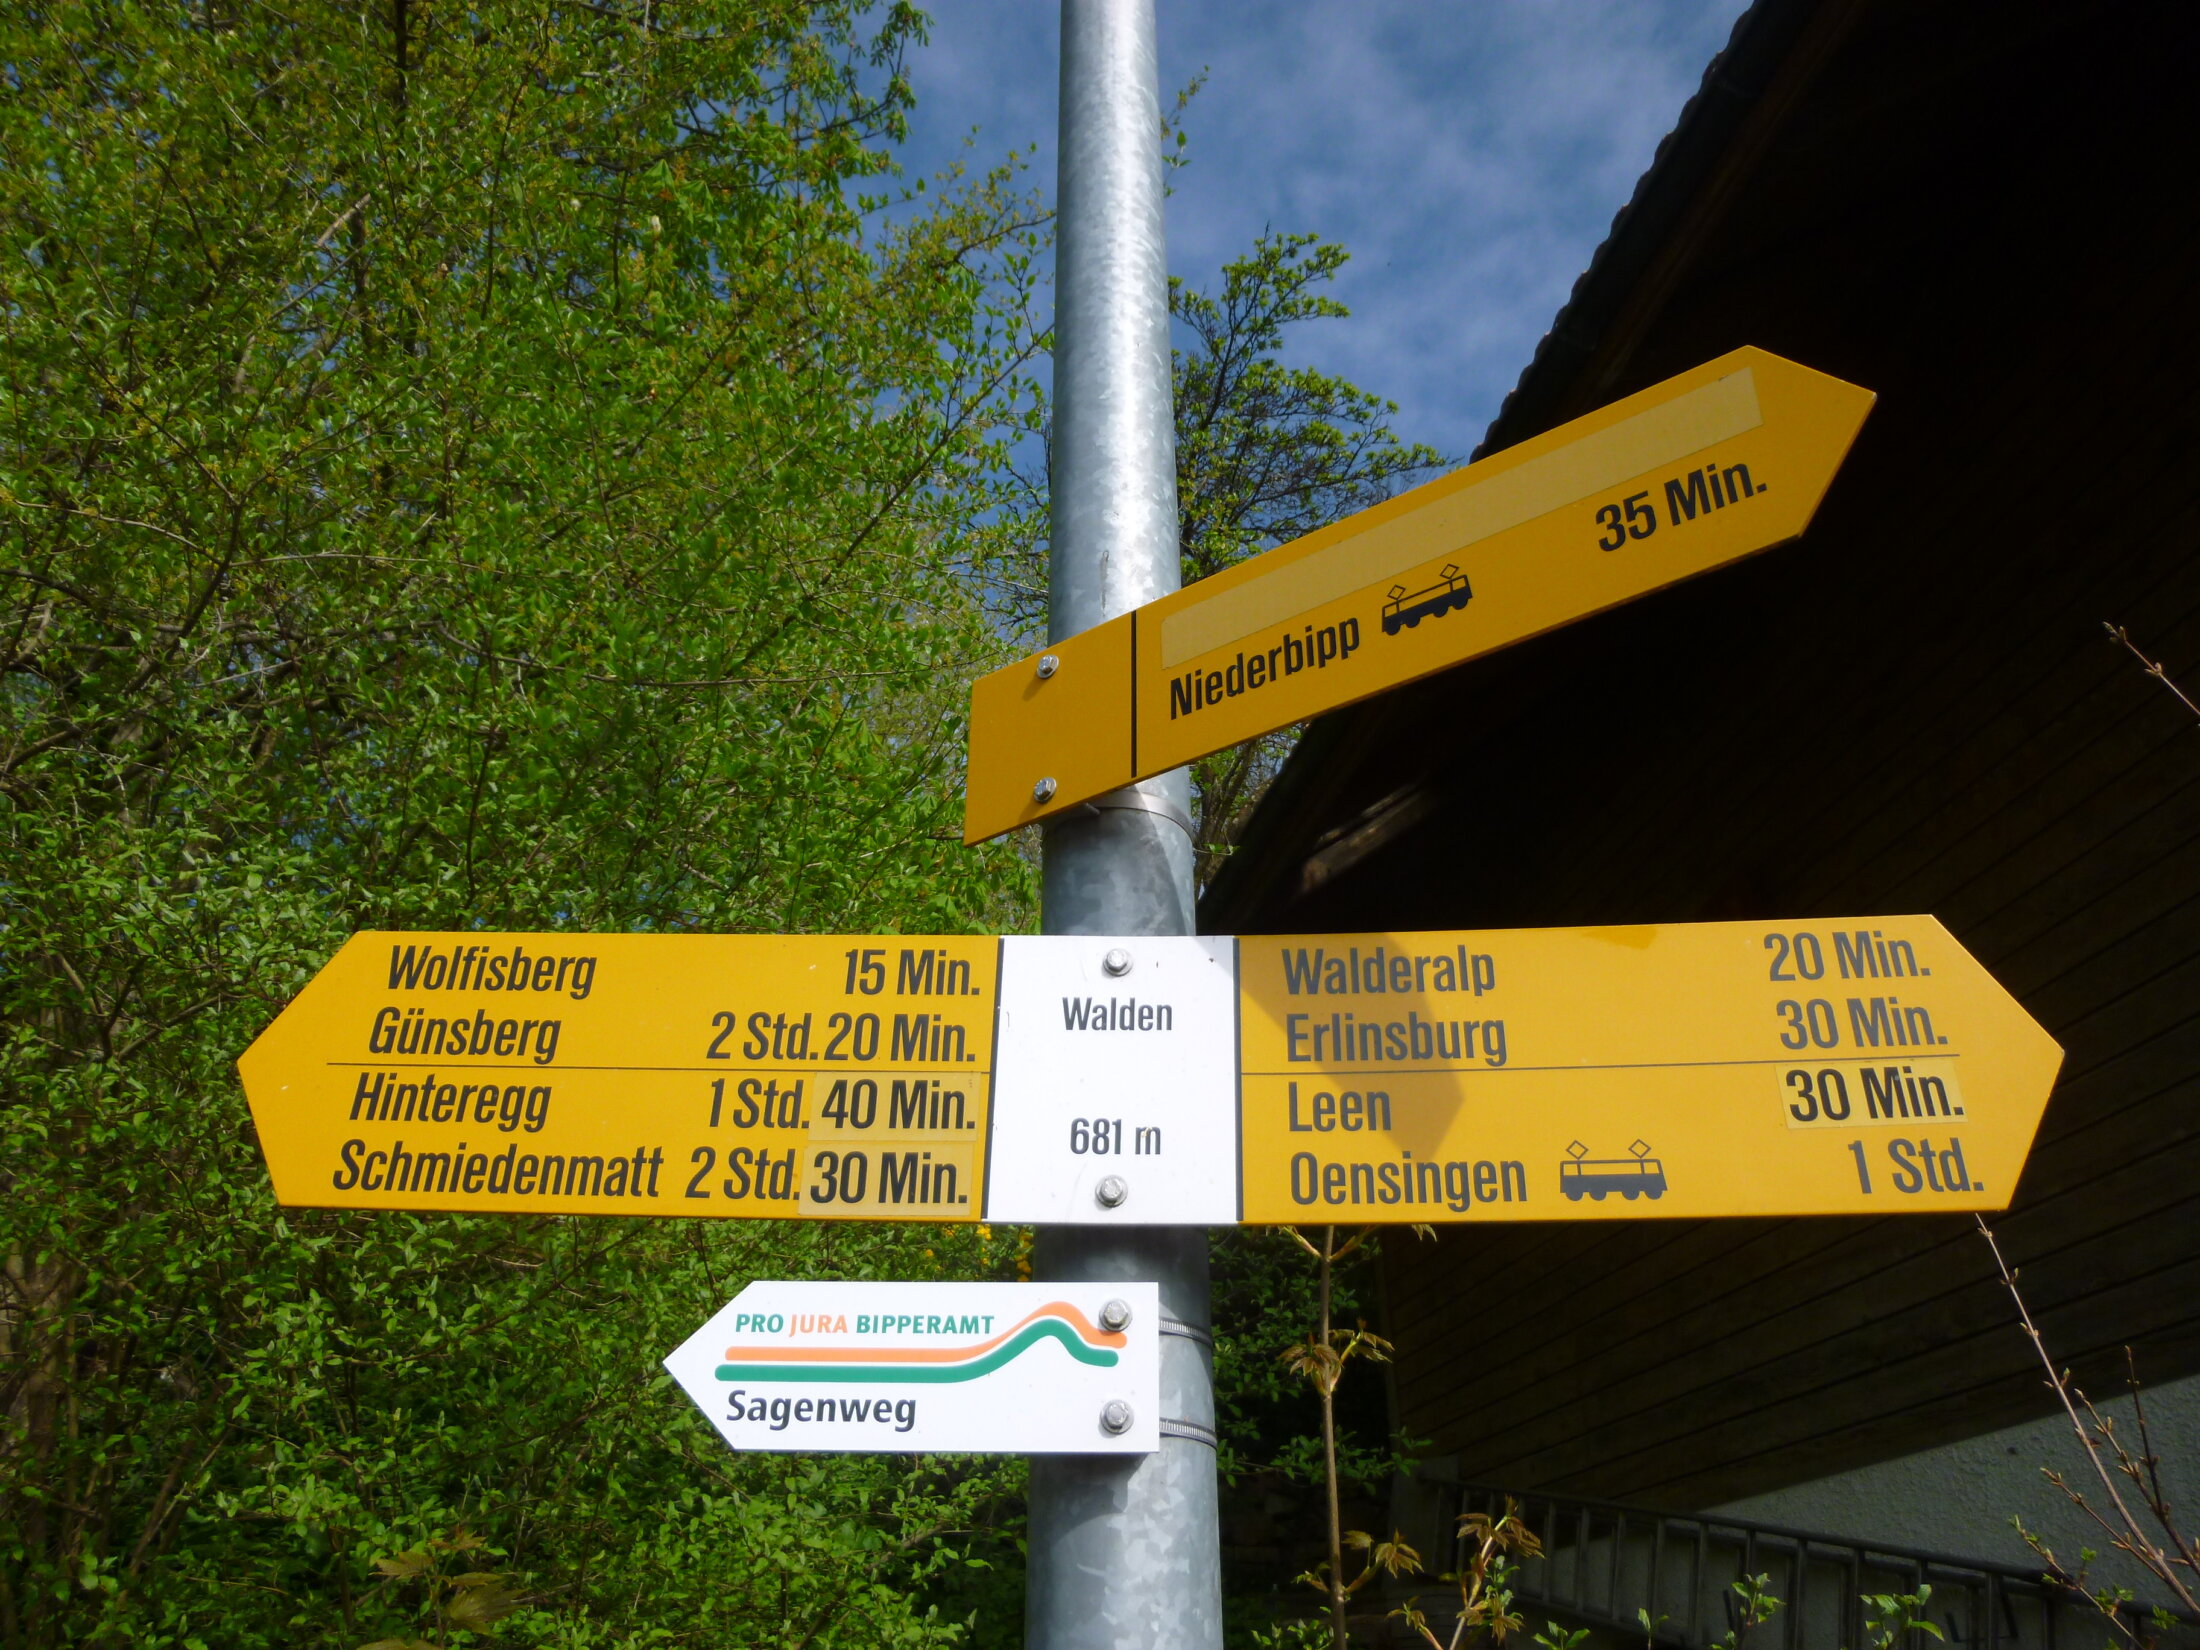 Niederbipp 35 Min.
Wolfisberg 15 Min.
Günsberg 2 Std. 20 Min.
Hinteregg 1 Std. 40 Min.
Schmiedenmatt 2 Std. 30 Min.
Walden
681 m
Walderalp 20 Min.
Erlinsburg 30 Min.
Leen 30 Min.
Oensingen 1 Std.
PRO JURA BIPPERAMT
Sagenweg